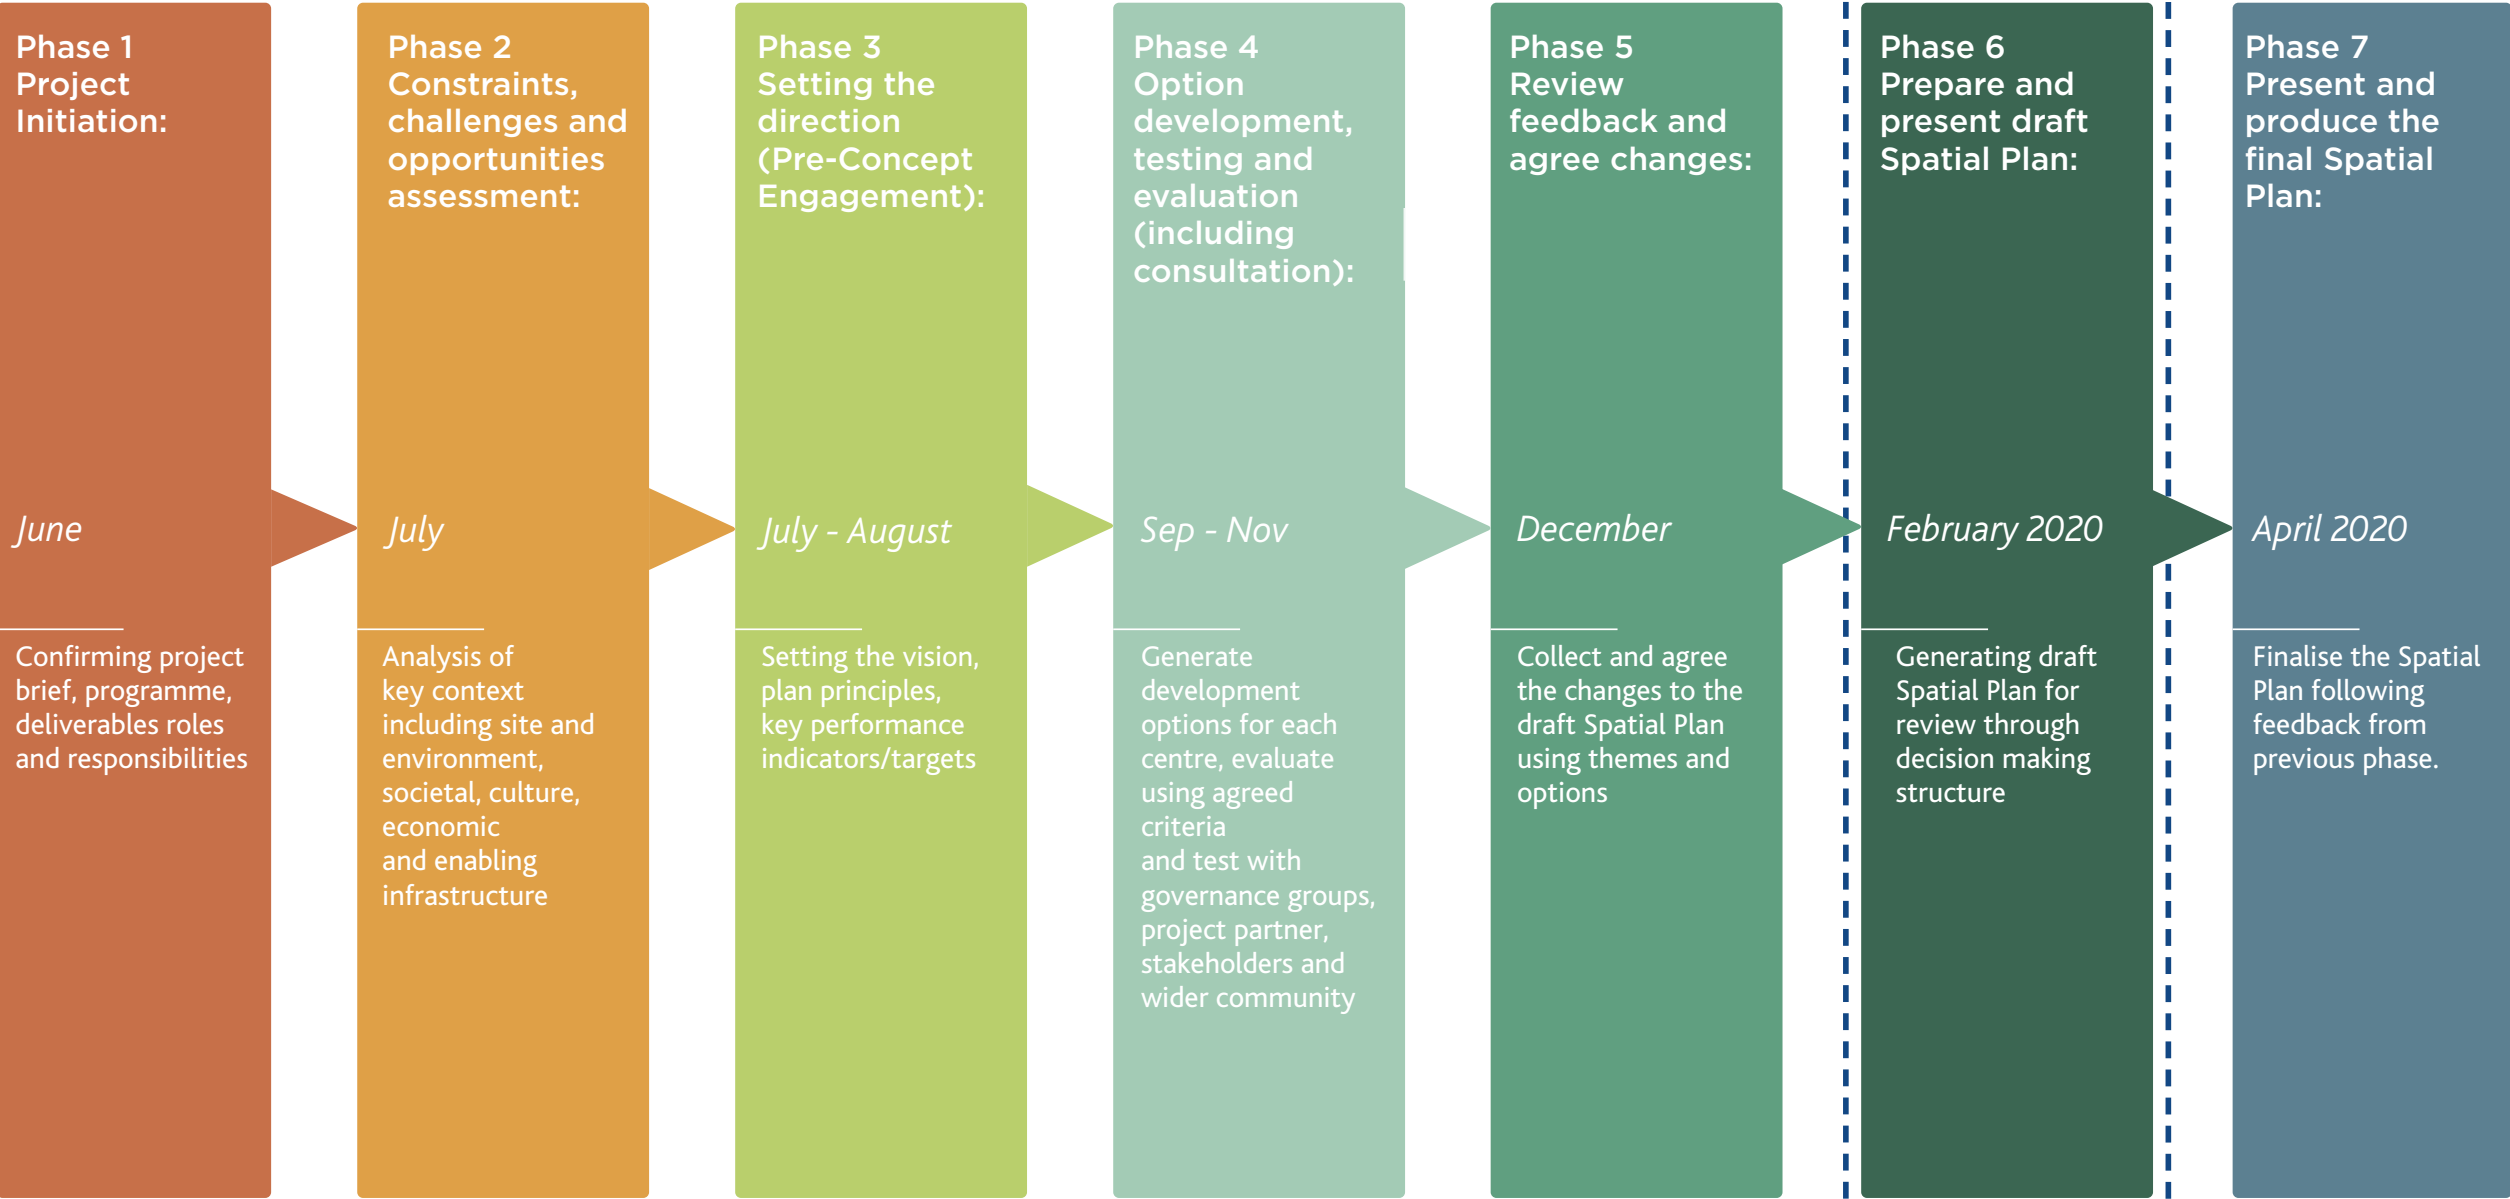 Phase 1
Project
Initiation:
June
Confirming project
brief, programme,
deliverables roles
and responsibilities
Phase 2
Constraints,
challenges and
opportunities
assessment:
July
Analysis of
key context
including site and
environment,
societal, culture,
economic
and enabling
infrastructure
Phase 3
Setting the
direction
(Pre-Concept
Engagement):
July - August
Setting the vision,
plan principles,
key performance
indicators/targets
Phase 4
Option
development,
testing and
evaluation
(including
consultation):
Sep - Nov
Generate
development
options for each
centre, evaluate
using agreed
criteria
and test with
governance groups,
project partner,
stakeholders and
wider community
Phase 5
Review
feedback and
agree changes:
December
Collect and agree
the changes to the
draft Spatial Plan
using themes and
options
Phase 6
Prepare and
present draft
Spatial Plan:
February 2020
Generating draft
Spatial Plan for
review through
decision making
structure
Phase 7
Present and
produce the
final Spatial
Plan:
April 2020
Finalise the Spatial
Plan following
feedback from
previous phase.